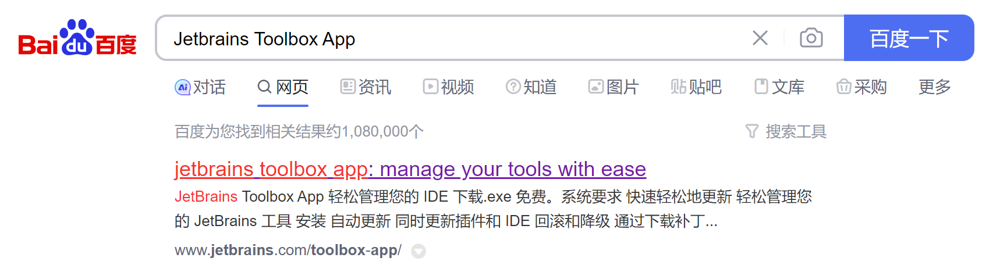 Bai du 百度 Jetbrains Toolbox App 百度一下
Ai 对话 网页 资讯 视频 知道 图片 贴 贴吧 文库 采购 更多
百度为您找到相关结果约1,080,000个 搜索工具
jetbrains toolbox app: manage your tools with ease
JetBrains Toolbox App 轻松管理您的 IDE 下载.exe 免费。系统要求 快速轻松地更新 轻松管理您
的 JetBrains 工具 安装 自动更新 同时更新插件和 IDE 回滚和降级 通过下载补丁...
www.jetbrains.com/toolbox-app/